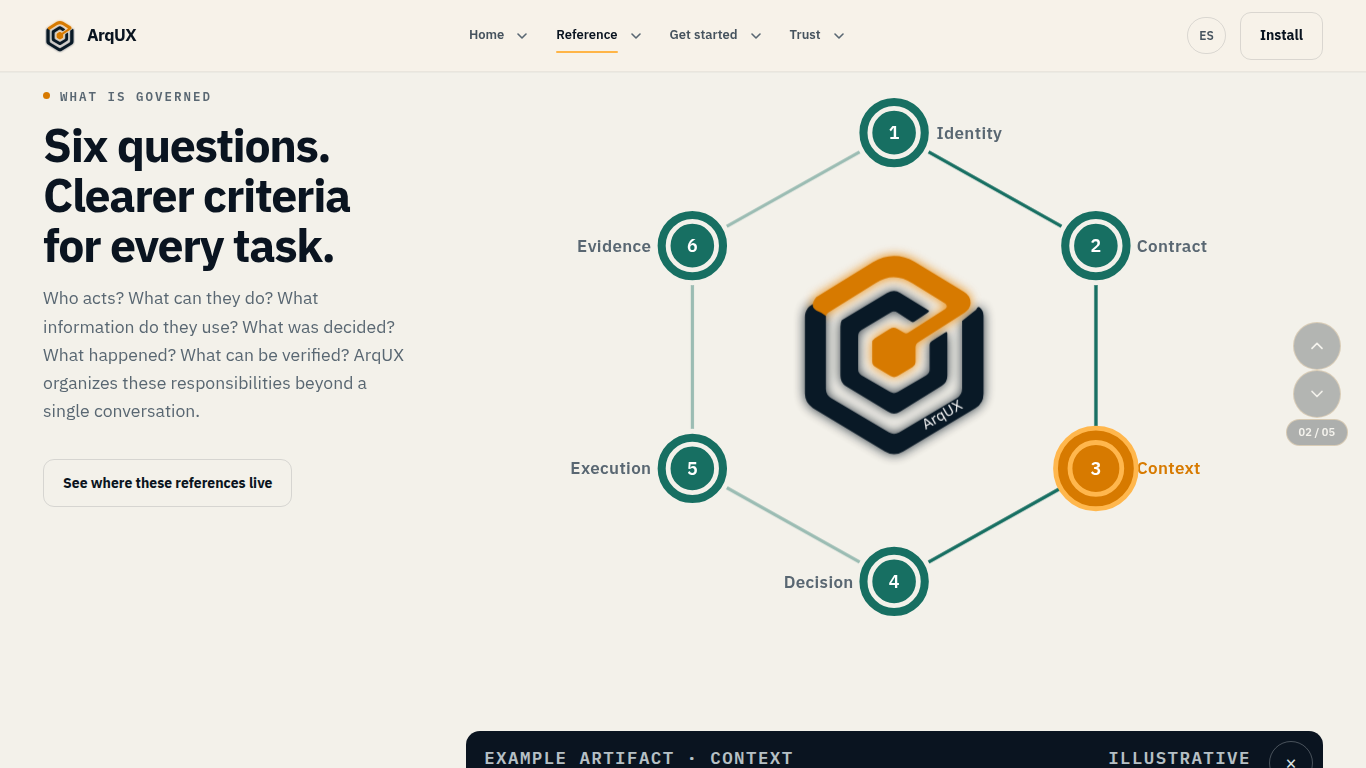 ArqUX
Home
Reference
Get started
Trust
ES
Install
WHAT IS GOVERNED
Six questions.
Clearer criteria
for every task.
Who acts? What can they do? What
information do they use? What was decided?
What happened? What can be verified? ArqUX
organizes these responsibilities beyond a
single conversation.
See where these references live
1 Identity
2 Contract
3 Context
4 Decision
5 Execution
6 Evidence
ArqUX
02 / 05
EXAMPLE ARTIFACT · CONTEXT
ILLUSTRATIVE
×